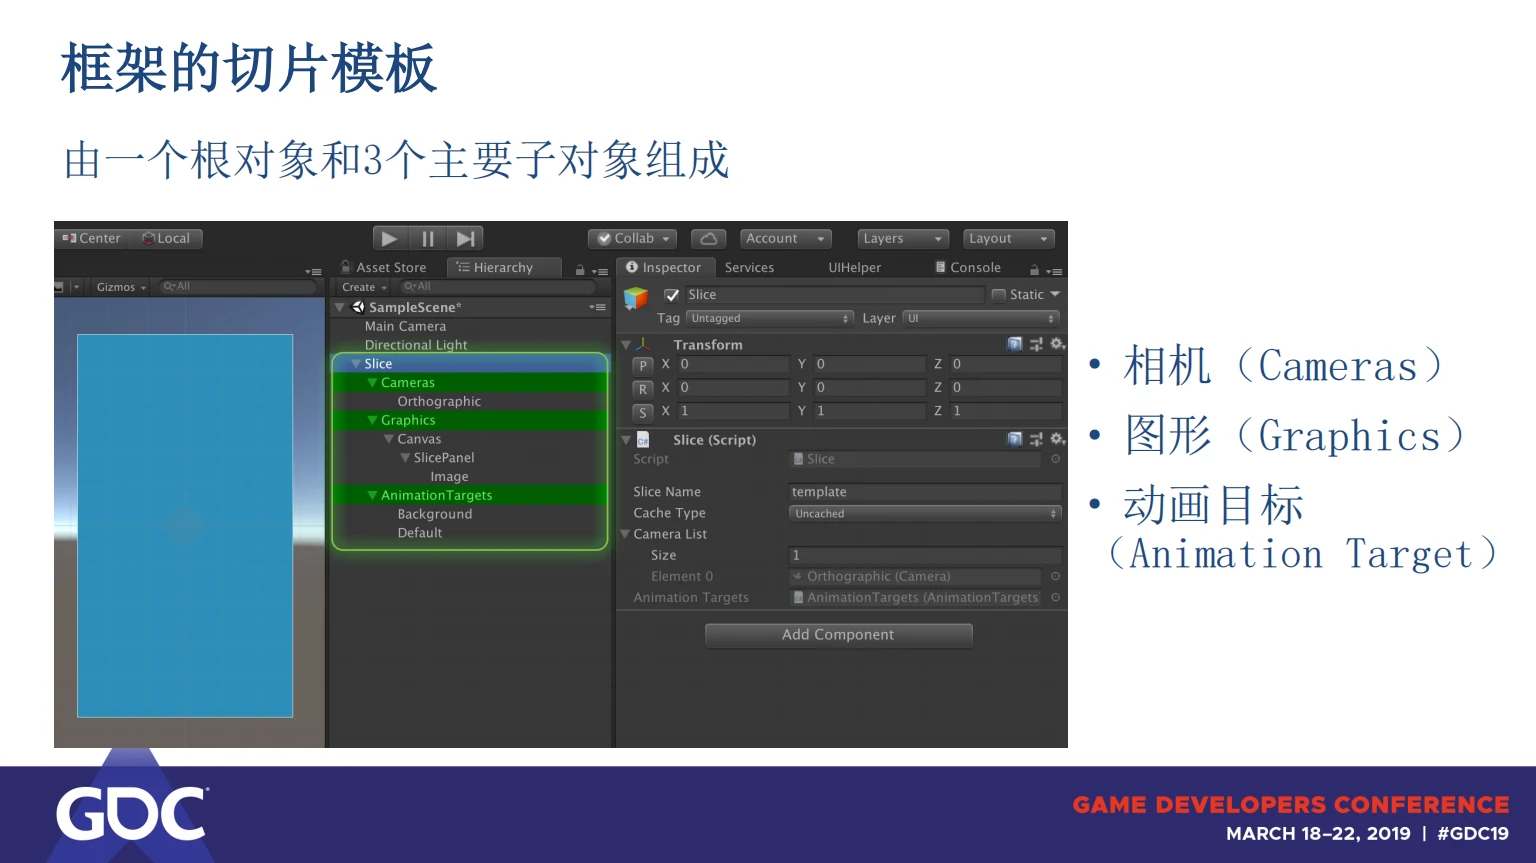 框架的切片模板
由一个根对象和3个主要子对象组成
Center Local
Collab Account Layers Layout
Asset Store Hierarchy
Inspector Services UIHelper Console
Gizmos All
Create All
SampleScene*
Main Camera
Directional Light
Slice
Cameras
Orthographic
Graphics
Canvas
SlicePanel
Image
AnimationTargets
Background
Default
Slice Static
Tag Untagged Layer UI
Transform
P X 0 Y 0 Z 0
R X 0 Y 0 Z 0
S X 1 Y 1 Z 1
C# Slice (Script)
Script Slice
Slice Name template
Cache Type Uncached
Camera List
Size 1
Element 0 Orthographic (Camera)
Animation Targets AnimationTargets (AnimationTargets
Add Component
• 相机（Cameras）
• 图形（Graphics）
• 动画目标
（Animation Target）
GDC
GAME DEVELOPERS CONFERENCE
MARCH 18–22, 2019 | #GDC19